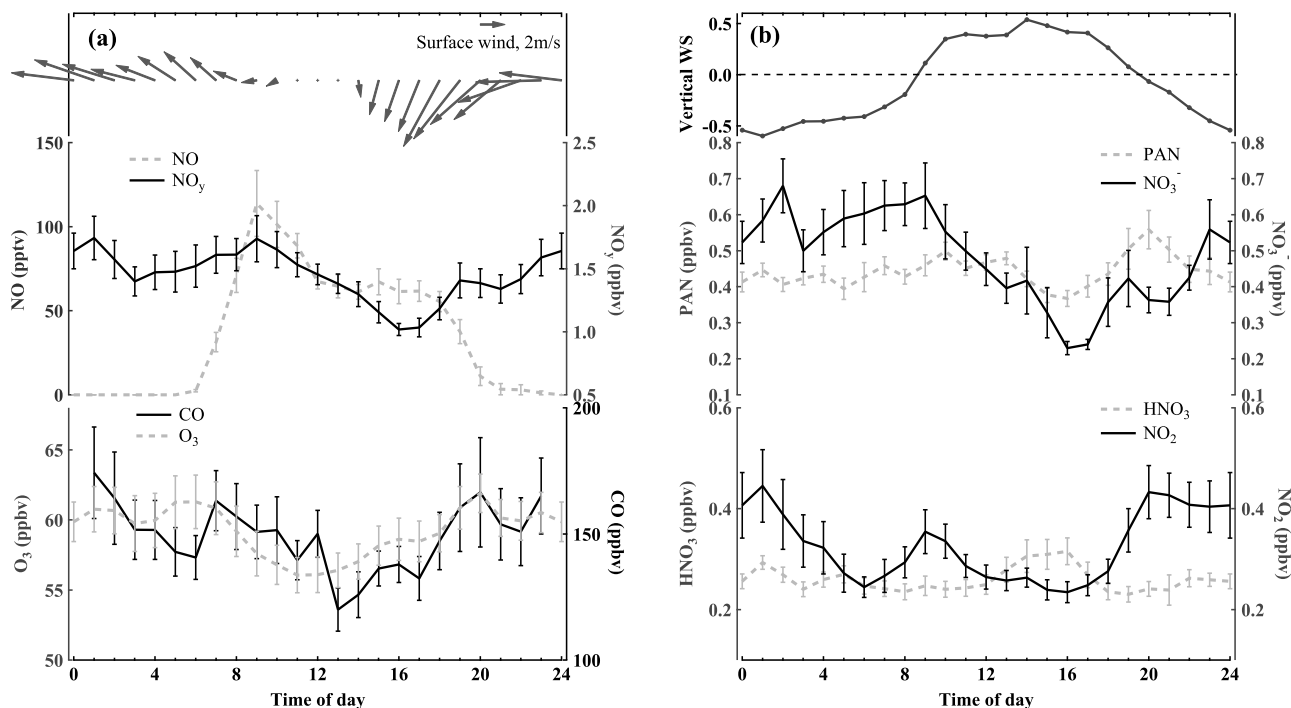 (a)
Surface wind, 2m/s
150
100
50
0
NO (pptv)
NO
NOy
2.5
2.0
1.5
1.0
0.5
NOy (ppbv)
65
60
55
50
O3 (ppbv)
CO
O3
200
150
100
CO (ppbv)
0 4 8 12 16 20 24
Time of day
(b)
0.5
0.0
-0.5
Vertical WS
0.8
0.7
0.6
0.5
0.4
0.3
0.2
0.1
PAN (ppbv)
PAN
NO3-
0.8
0.7
0.6
0.5
0.4
0.3
0.2
0.1
NO3- (ppbv)
0.6
0.4
0.2
HNO3 (ppbv)
HNO3
NO2
0.6
0.4
0.2
NO2 (ppbv)
0 4 8 12 16 20 24
Time of day